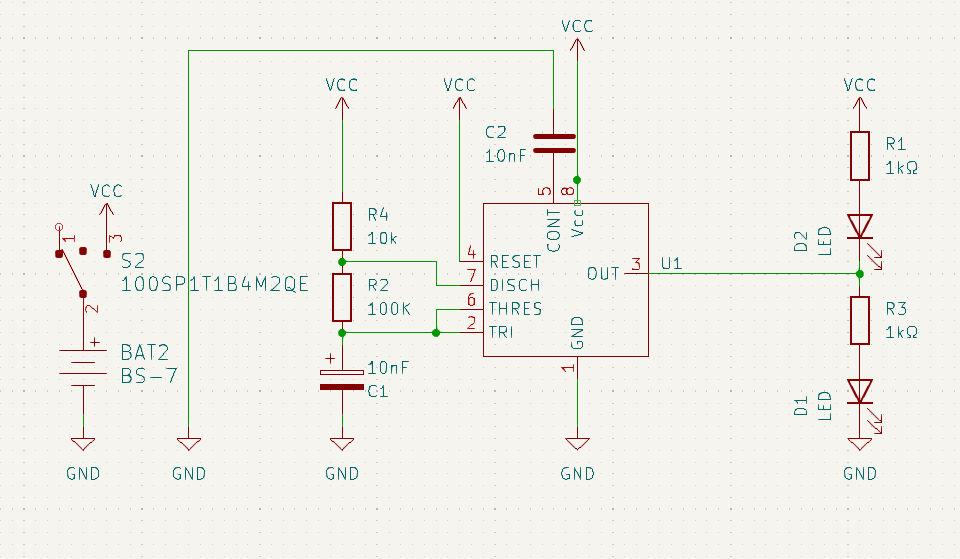 VCC
VCC
VCC
VCC
C2
10nF
R1
1kΩ
VCC
5
8
R4
10k
CONT
Vcc
D2
LED
1
3
S2
100SP1T1B4M2QE
4
RESET
OUT
3
U1
7
DISCH
R2
100K
6
THRES
2
TRI
GND
R3
1kΩ
2
+
BAT2
BS-7
+
10nF
C1
1
D1
LED
GND
GND
GND
GND
GND